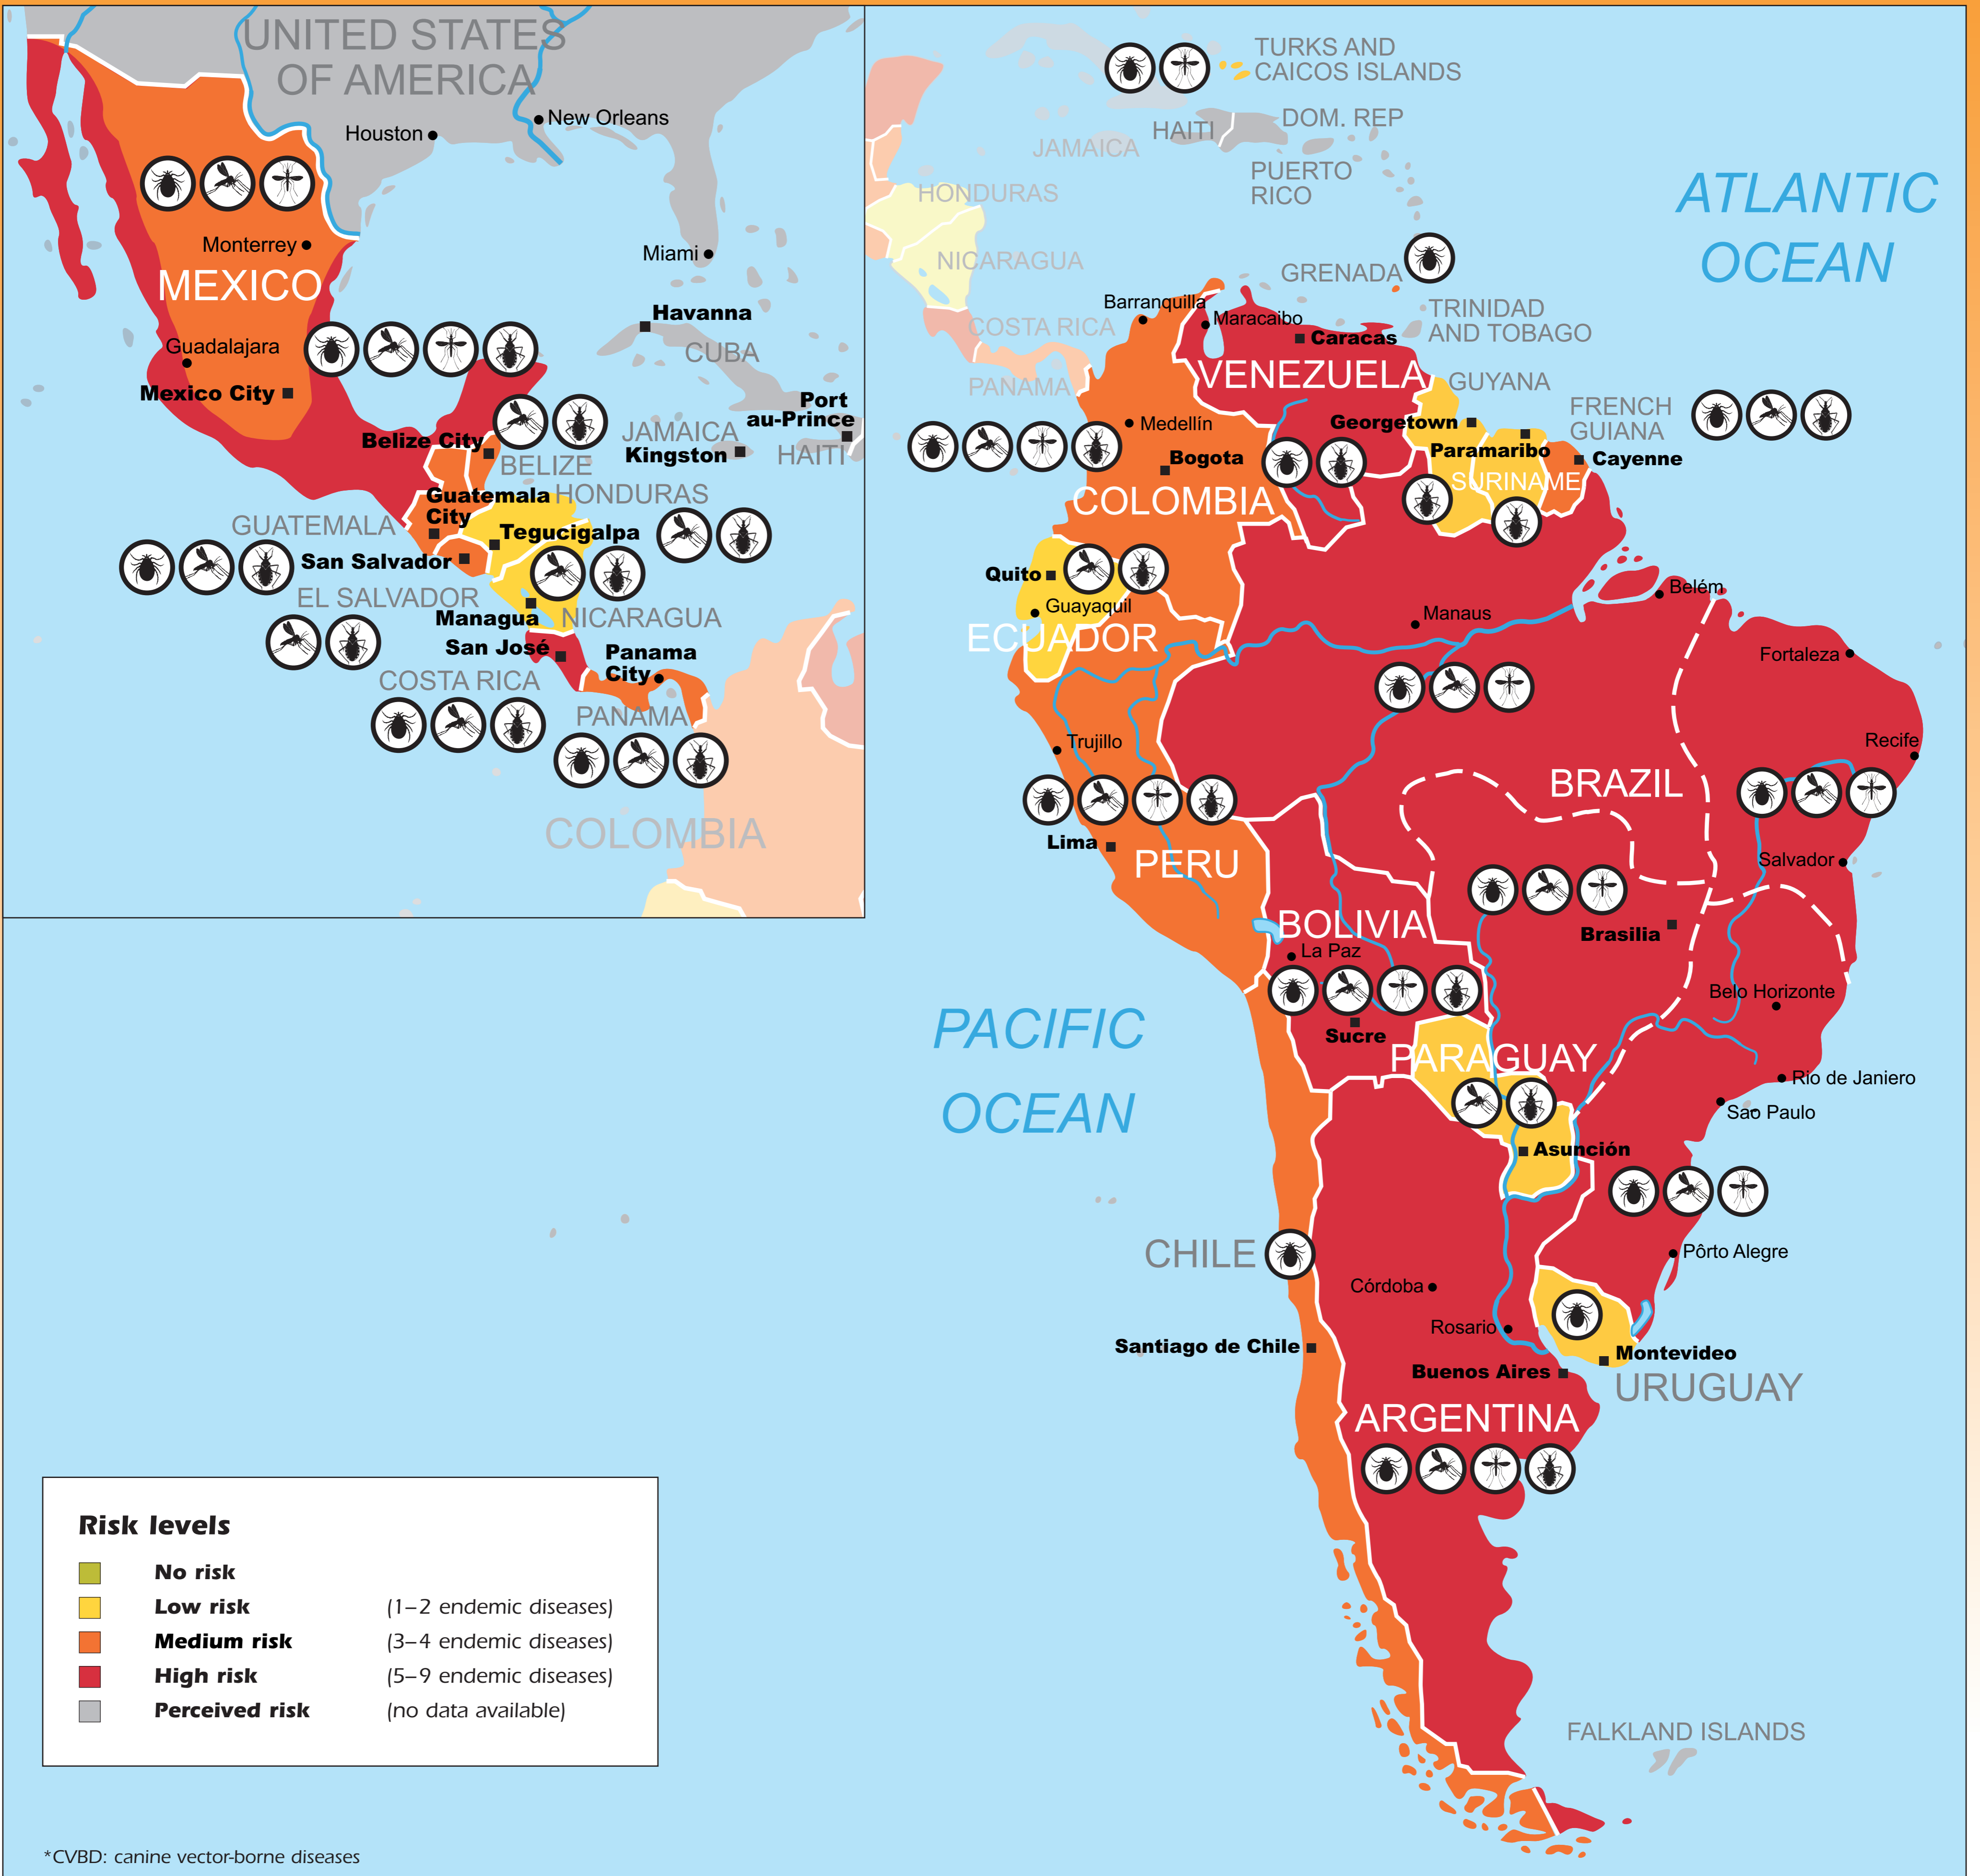 UNITED STATES
OF AMERICA
Houston
New Orleans
Monterrey
MEXICO
Miami
Guadalajara
Mexico City
Havanna
CUBA
Port
au-Prince
JAMAICA
Kingston
HAITI
Belize City
BELIZE
Guatemala
City
HONDURAS
GUATEMALA
Tegucigalpa
San Salvador
EL SALVADOR
Managua
NICARAGUA
San José
Panama
City
COSTA RICA
PANAMA
COLOMBIA
TURKS AND
CAICOS ISLANDS
HAITI
DOM. REP
JAMAICA
PUERTO
RICO
HONDURAS
ATLANTIC
OCEAN
NICARAGUA
GRENADA
Barranquilla
Maracaibo
TRINIDAD
AND TOBAGO
COSTA RICA
Caracas
PANAMA
VENEZUELA
GUYANA
Medellín
Georgetown
FRENCH
GUIANA
Bogota
Paramaribo
Cayenne
COLOMBIA
SURINAME
Quito
Guayaquil
ECUADOR
Manaus
Belém
Fortaleza
Trujillo
Recife
BRAZIL
Lima
PERU
Salvador
BOLIVIA
La Paz
Brasilia
Belo Horizonte
PACIFIC
OCEAN
Sucre
PARAGUAY
Rio de Janiero
Sao Paulo
Asunción
CHILE
Pôrto Alegre
Córdoba
Rosario
Santiago de Chile
Montevideo
Buenos Aires
URUGUAY
ARGENTINA
FALKLAND ISLANDS
Risk levels
No risk
Low risk (1–2 endemic diseases)
Medium risk (3–4 endemic diseases)
High risk (5–9 endemic diseases)
Perceived risk (no data available)
*CVBD: canine vector-borne diseases